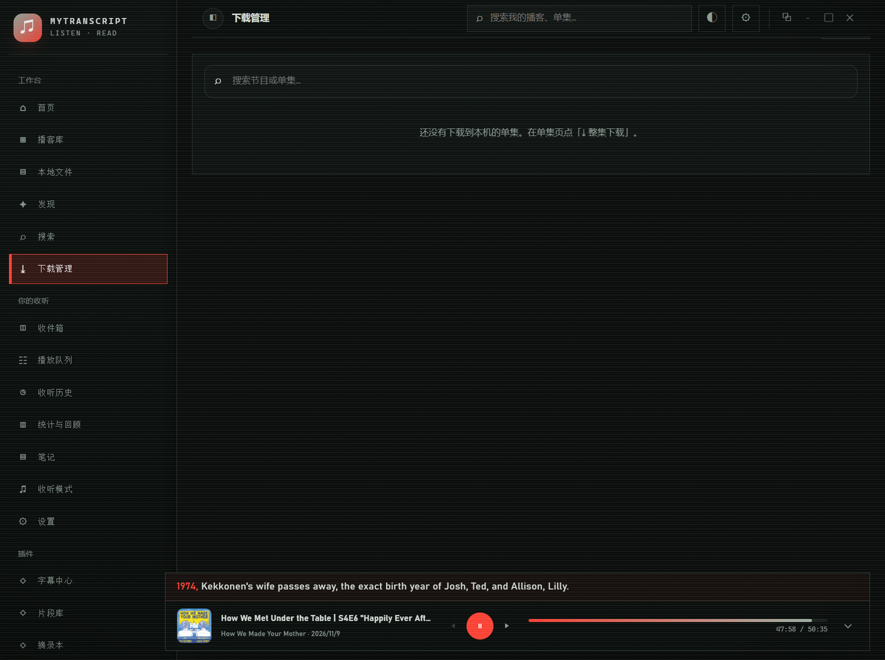 MYTRANSCRIPT
LISTEN · READ
下载管理
搜索我的播客、单集…
工作台
首页
播客库
本地文件
发现
搜索
下载管理
你的收听
收件箱
播放队列
收听历史
统计与回顾
笔记
收听模式
设置
插件
字幕中心
片段库
摘录本
搜索节目或单集…
还没有下载到本机的单集。在单集页点「↓ 整集下载」。
1974, Kekkonen's wife passes away, the exact birth year of Josh, Ted, and Allison, Lilly.
How We Met Under the Table | S4E6 "Happily Ever Aft…
How We Made Your Mother · 2026/11/9
47:58 / 50:35